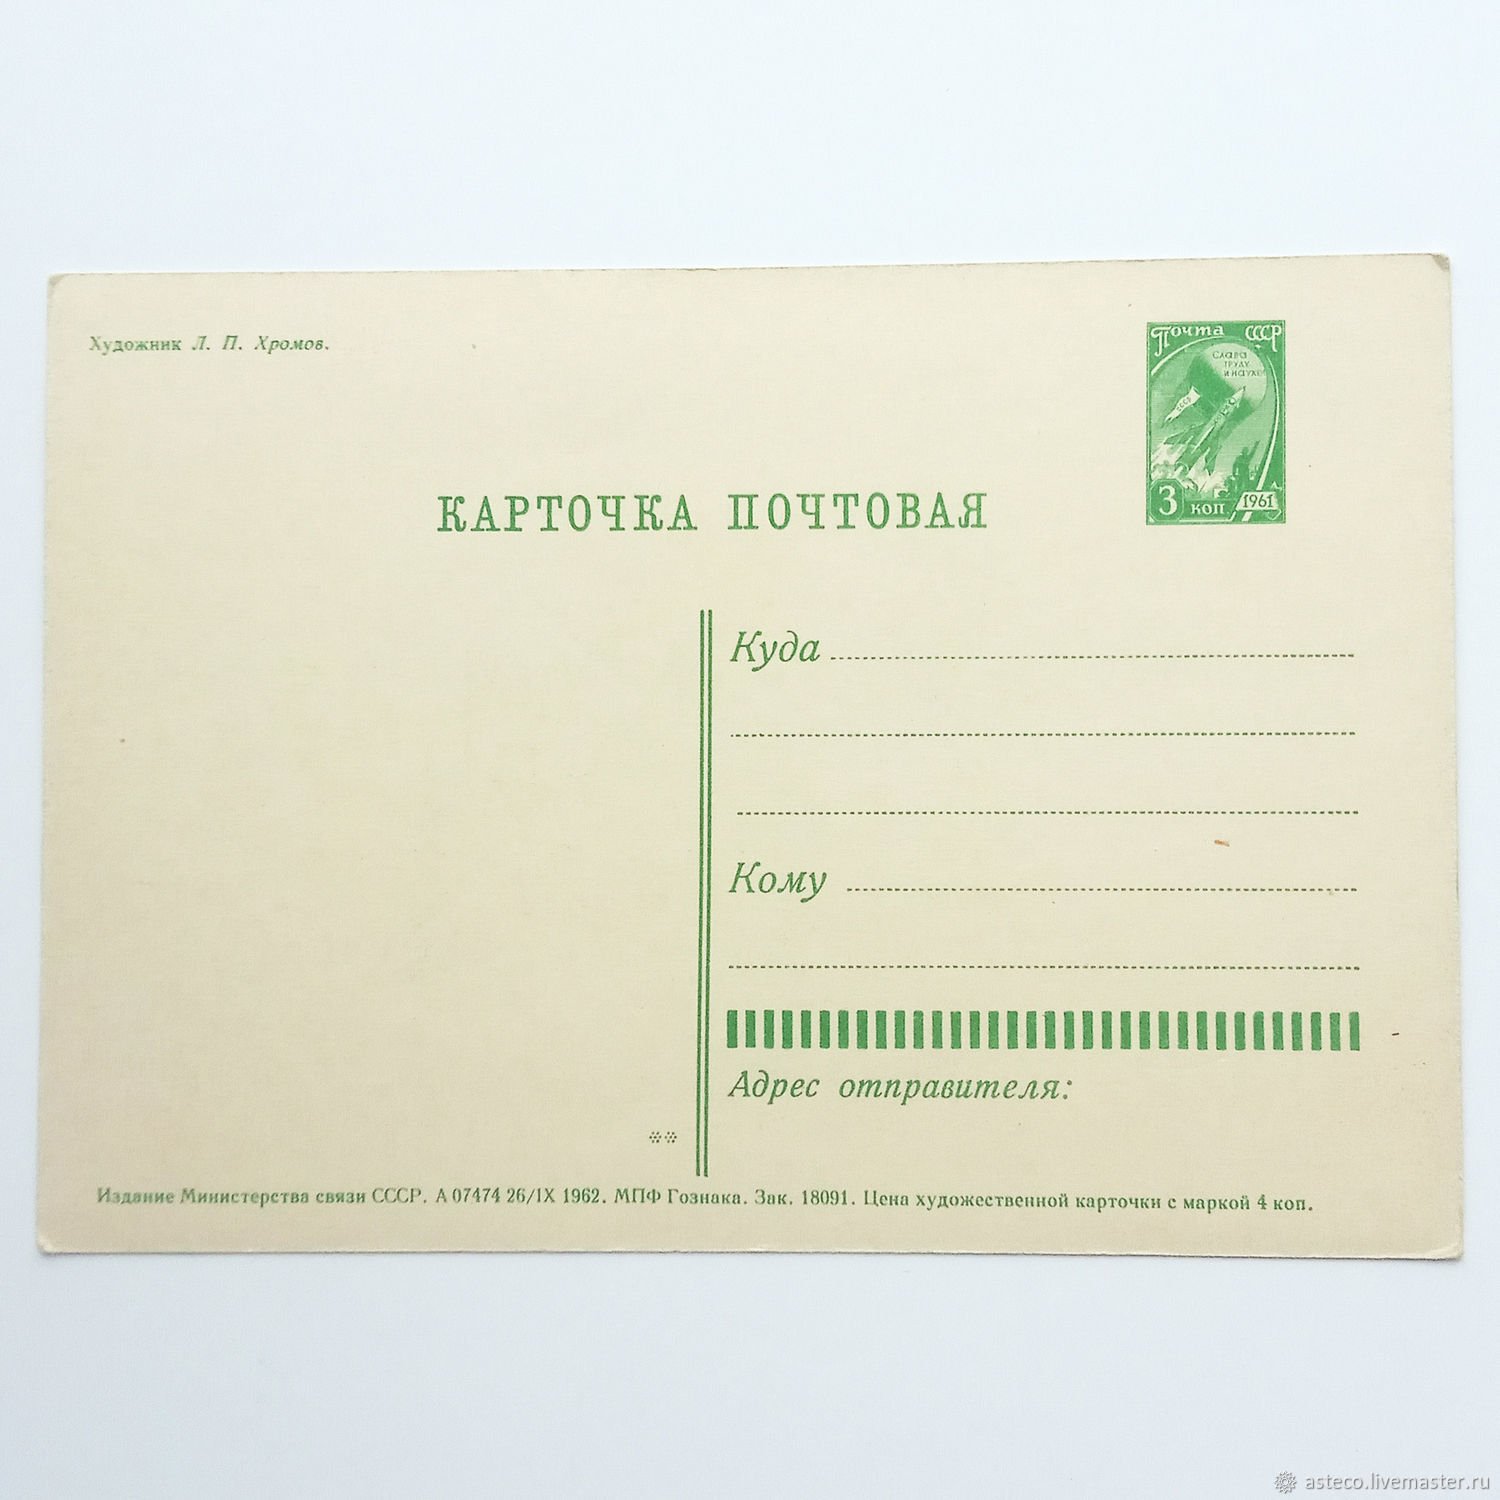 Художник Л. П. Хромов.
Почта СССР
СЛАВА
ТРУДУ
И НАУКЕ!
СССР
3 КОП. 1961
КАРТОЧКА ПОЧТОВАЯ
Куда
Кому
Адрес отправителя:
Издание Министерства связи СССР. А 07474 26/IX 1962. МПФ Гознака. Зак. 18091. Цена художественной карточки с маркой 4 коп.
asteco.livemaster.ru